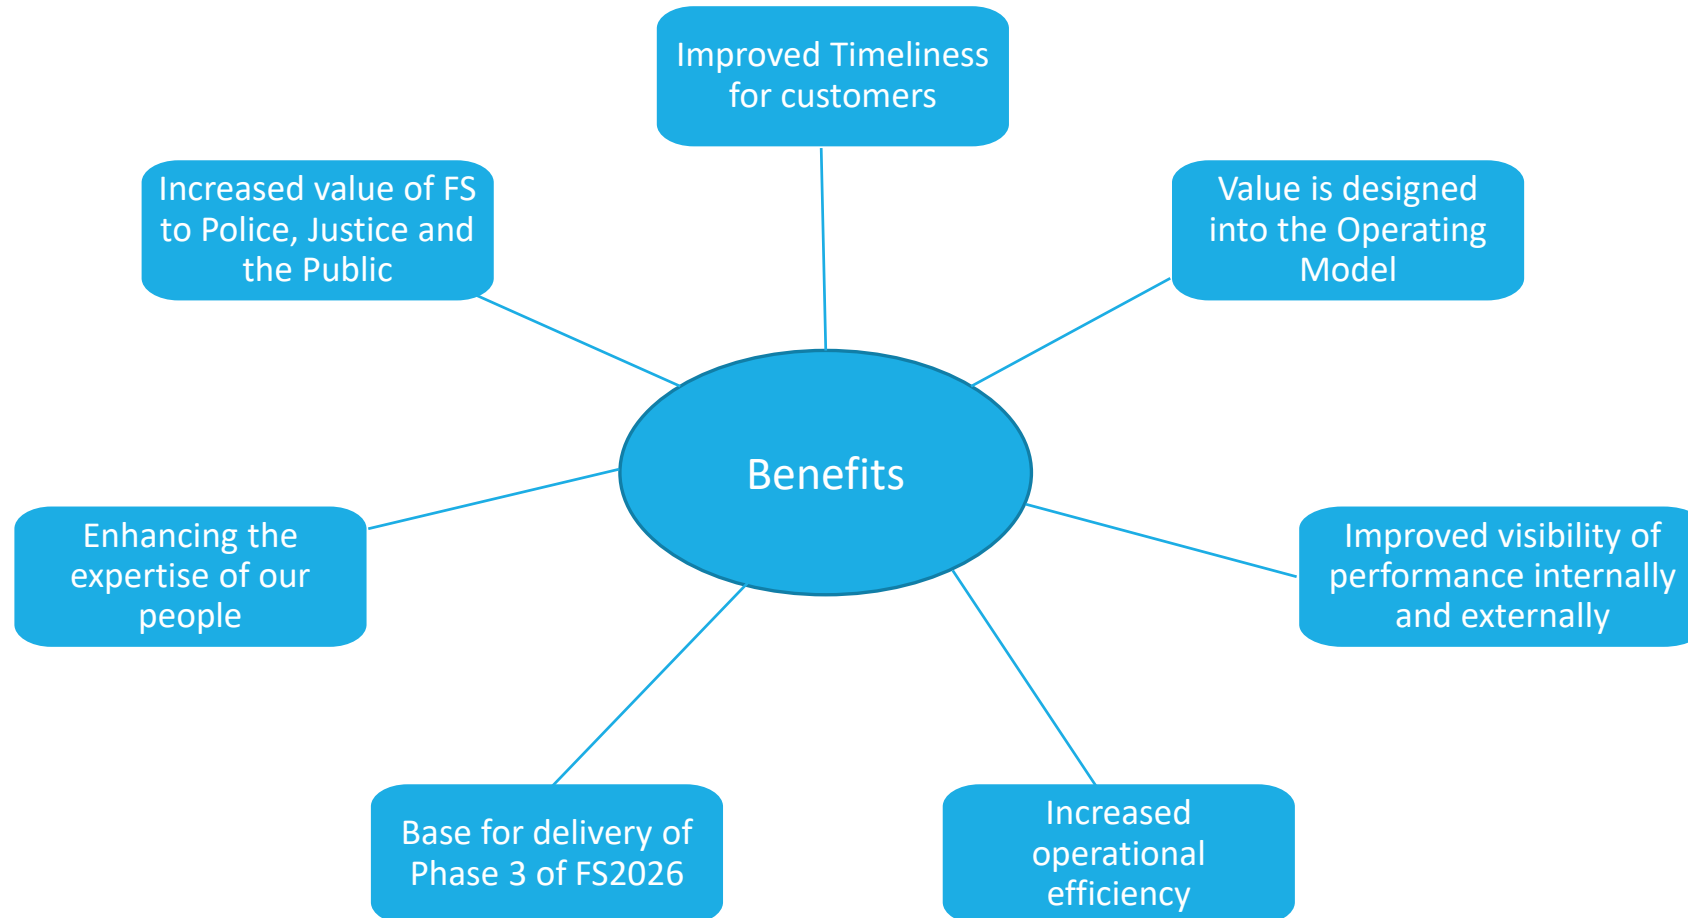 Improved Timeliness
for customers
Increased value of FS
to Police, Justice and
the Public
Value is designed
into the Operating
Model
Benefits
Enhancing the
expertise of our
people
Improved visibility of
performance internally
and externally
Base for delivery of
Phase 3 of FS2026
Increased
operational
efficiency